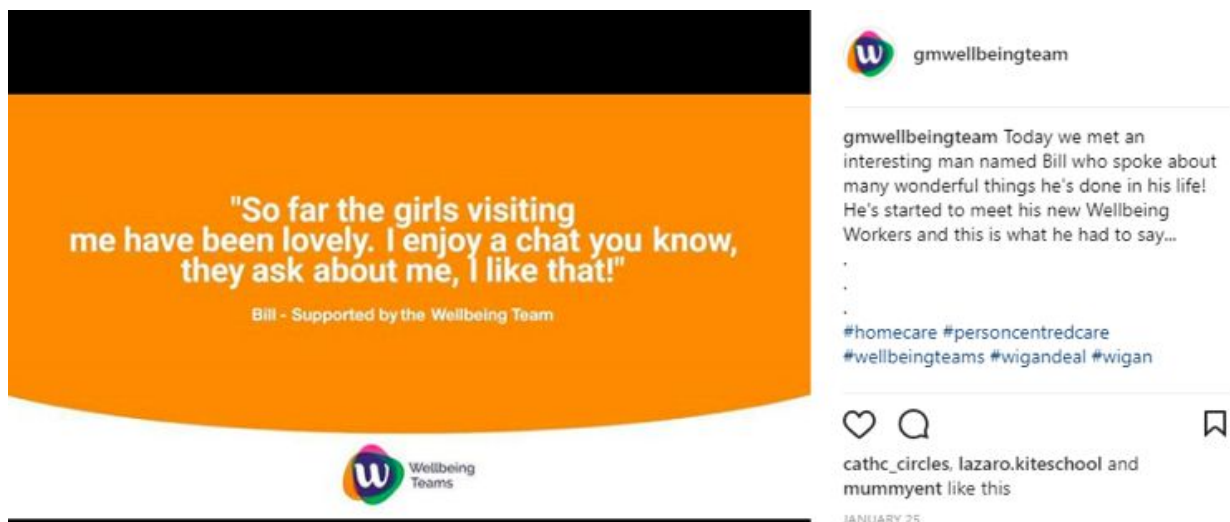 "So far the girls visiting
me have been lovely. I enjoy a chat you know,
they ask about me, I like that!"
Bill - Supported by the Wellbeing Team
w
Wellbeing
Teams
w
gmwellbeingteam
gmwellbeingteam Today we met an
interesting man named Bill who spoke about
many wonderful things he's done in his life!
He's started to meet his new Wellbeing
Workers and this is what he had to say...
.
.
.
#homecare #personcentredcare
#wellbeingteams #wigandeal #wigan
cathc_circles, lazaro.kiteschool and
mummyent like this
JANUARY 25